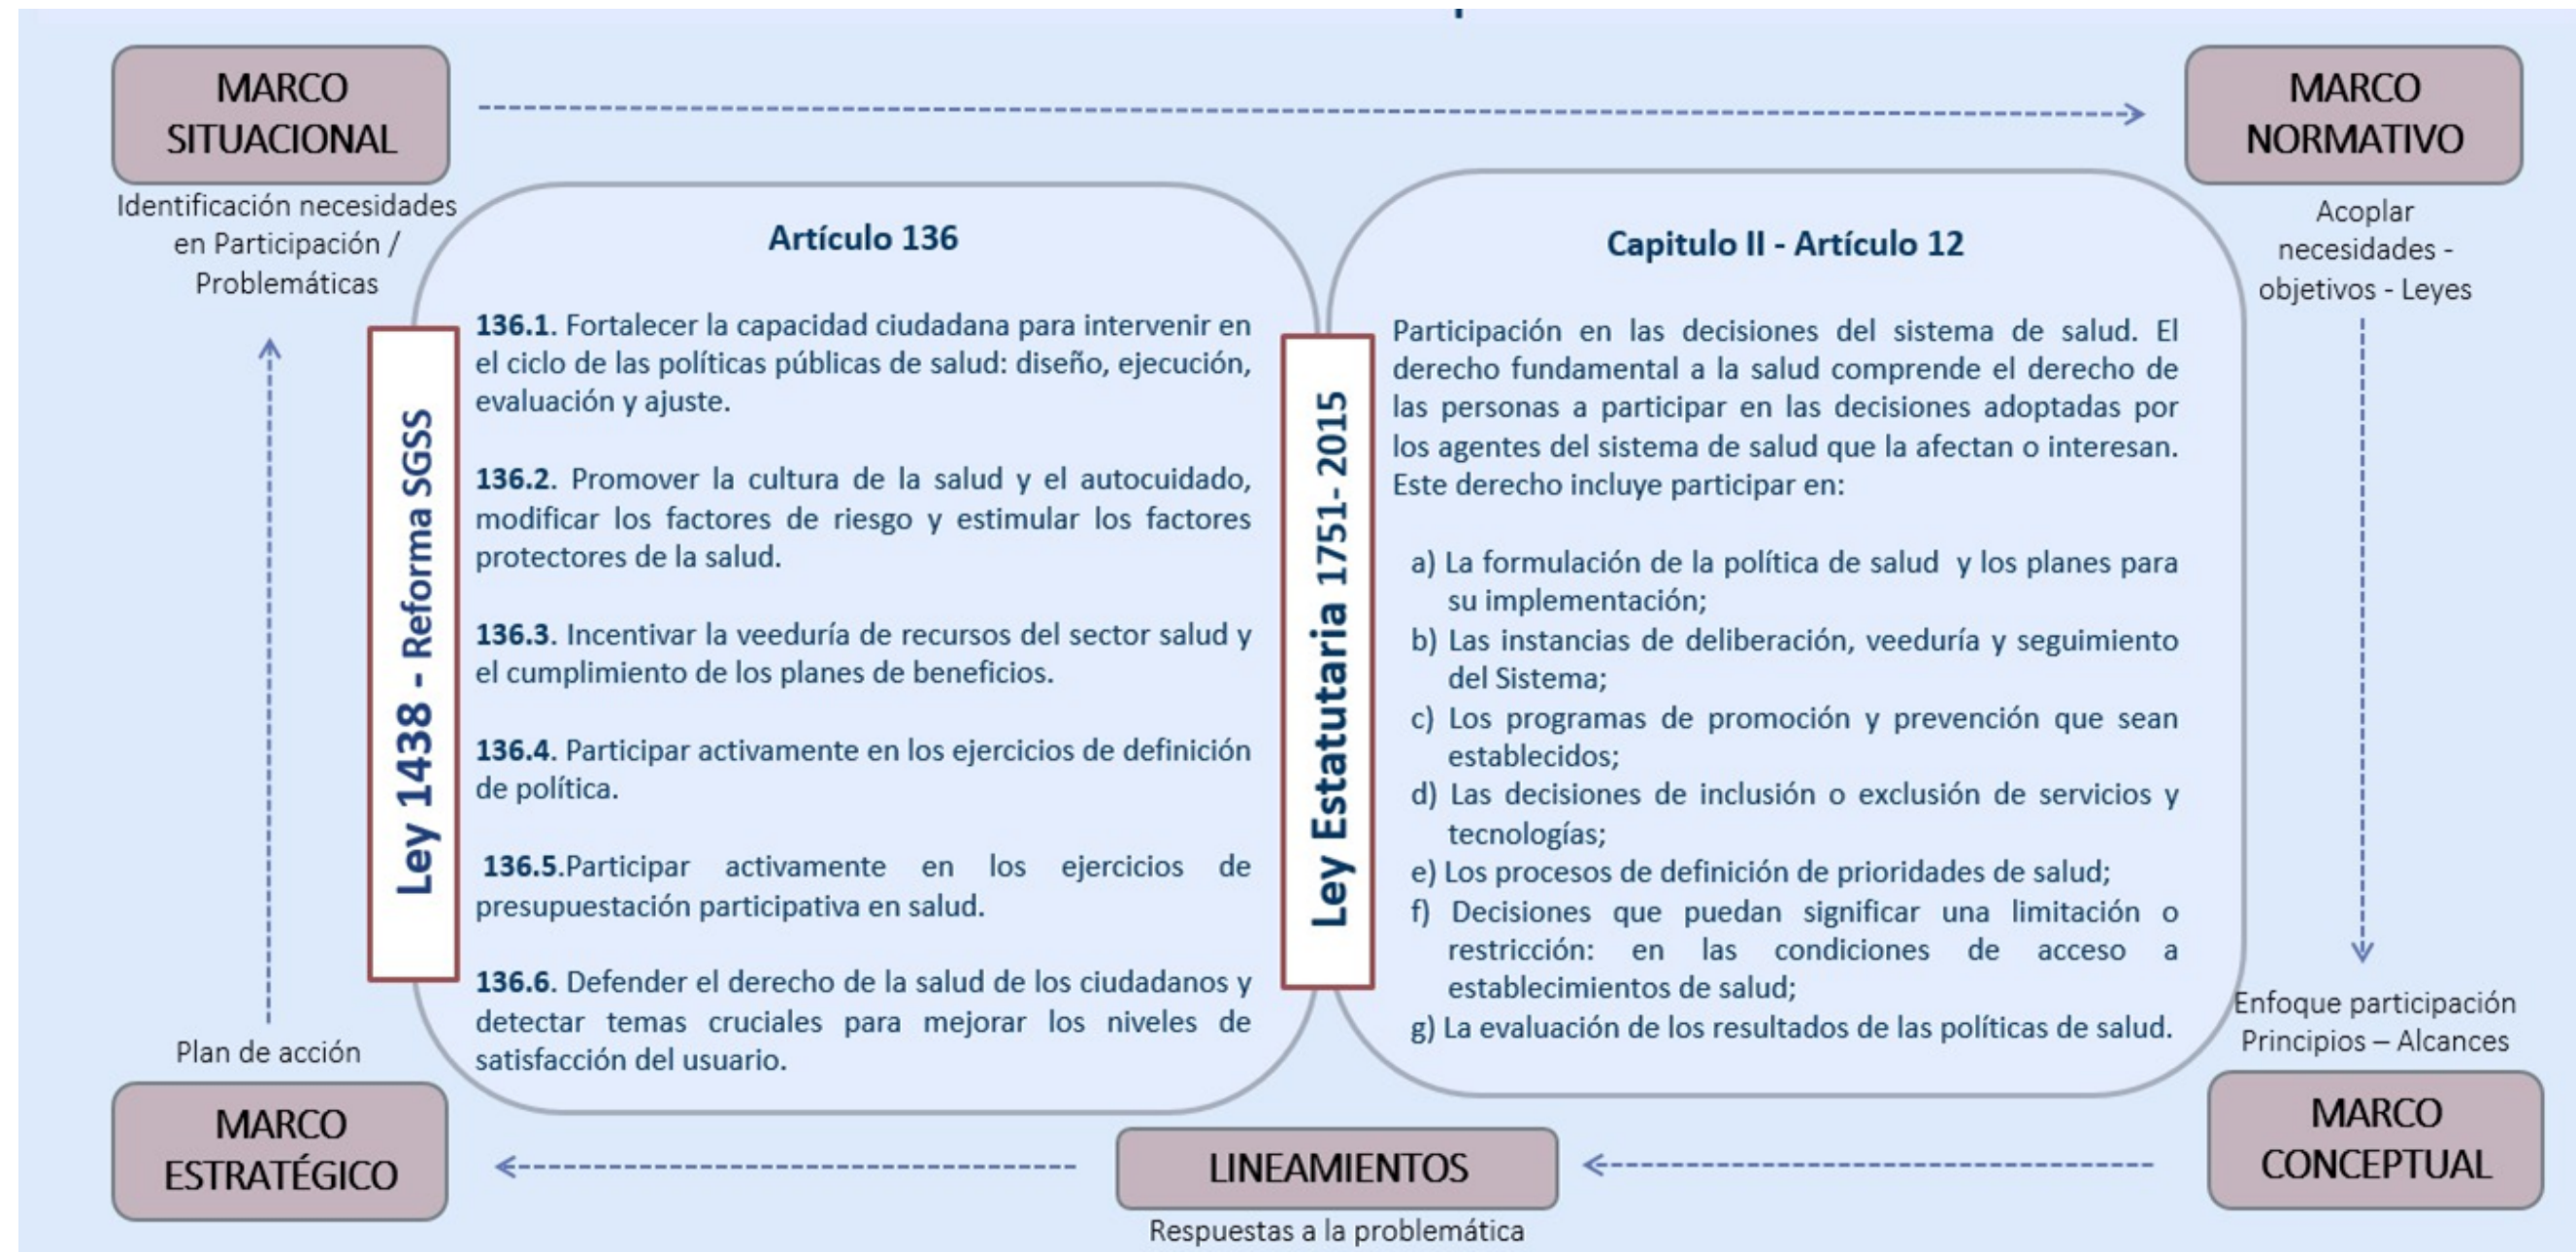 MARCO
SITUACIONAL
Identificación necesidades
en Participación /
Problemáticas
MARCO
NORMATIVO
Acoplar
necesidades -
objetivos - Leyes
Ley 1438 - Reforma SGSS
Artículo 136
136.1. Fortalecer la capacidad ciudadana para intervenir en
el ciclo de las políticas públicas de salud: diseño, ejecución,
evaluación y ajuste.
136.2. Promover la cultura de la salud y el autocuidado,
modificar los factores de riesgo y estimular los factores
protectores de la salud.
136.3. Incentivar la veeduría de recursos del sector salud y
el cumplimiento de los planes de beneficios.
136.4. Participar activamente en los ejercicios de definición
de política.
136.5.Participar activamente en los ejercicios de
presupuestación participativa en salud.
136.6. Defender el derecho de la salud de los ciudadanos y
detectar temas cruciales para mejorar los niveles de
satisfacción del usuario.
Ley Estatutaria 1751- 2015
Capitulo II - Artículo 12
Participación en las decisiones del sistema de salud. El
derecho fundamental a la salud comprende el derecho de
las personas a participar en las decisiones adoptadas por
los agentes del sistema de salud que la afectan o interesan.
Este derecho incluye participar en:
a) La formulación de la política de salud y los planes para
su implementación;
b) Las instancias de deliberación, veeduría y seguimiento
del Sistema;
c) Los programas de promoción y prevención que sean
establecidos;
d) Las decisiones de inclusión o exclusión de servicios y
tecnologías;
e) Los procesos de definición de prioridades de salud;
f) Decisiones que puedan significar una limitación o
restricción: en las condiciones de acceso a
establecimientos de salud;
g) La evaluación de los resultados de las políticas de salud.
Enfoque participación
Principios – Alcances
MARCO
CONCEPTUAL
LINEAMIENTOS
Respuestas a la problemática
Plan de acción
MARCO
ESTRATÉGICO